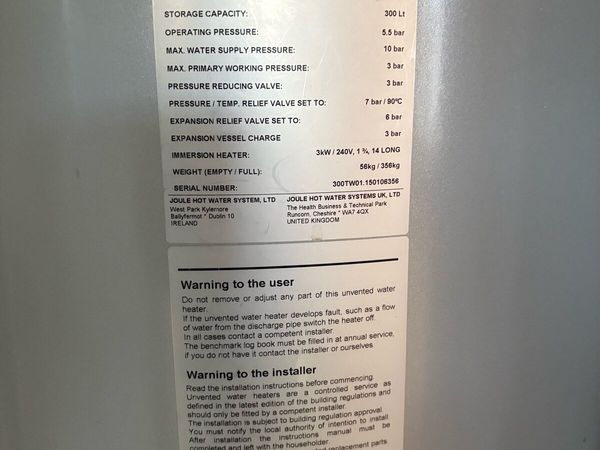 STORAGE CAPACITY: 300 Lt
OPERATING PRESSURE: 5.5 bar
MAX. WATER SUPPLY PRESSURE: 10 bar
MAX. PRIMARY WORKING PRESSURE: 3 bar
PRESSURE REDUCING VALVE: 3 bar
PRESSURE / TEMP. RELIEF VALVE SET TO: 7 bar / 90ºC
EXPANSION RELIEF VALVE SET TO: 6 bar
EXPANSION VESSEL CHARGE 3 bar
IMMERSION HEATER: 3kW / 240V, 1 ¾, 14 LONG
WEIGHT (EMPTY / FULL): 56kg / 356kg
SERIAL NUMBER: 300TW01.150106356
JOULE HOT WATER SYSTEM, LTD
West Park Kylemore
Ballyfermot * Dublin 10
IRELAND
JOULE HOT WATER SYSTEMS UK, LTD
The Health Business & Technical Park
Runcorn, Cheshire * WA7 4QX
UNITED KINGDOM
Warning to the user
Do not remove or adjust any part of this unvented water
heater.
If the unvented water heater develops fault, such as a flow
of water from the discharge pipe switch the heater off.
In all cases contact a competent installer.
The benchmark log book must be filled in at annual service,
if you do not have it contact the installer or ourselves.
Warning to the installer
Read the installation instructions before commencing.
Unvented water heaters are a controlled service as
defined in the latest edition of the building regulations and
should only be fitted by a competent installer.
The installation is subject to building regulation approval.
You must notify the local authority of intention to install.
After installation the instructions manual must be
completed and left with the householder.
replacement parts